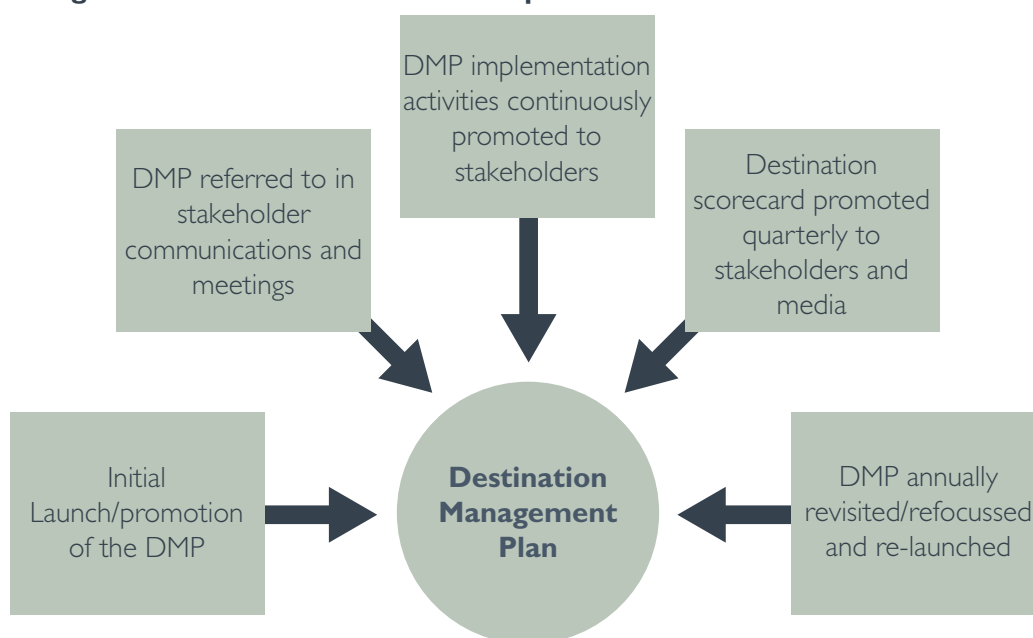 DMP implementation
activities continuously
promoted to
stakeholders
DMP referred to in
stakeholder
communications and
meetings
Destination
scorecard promoted
quarterly to
stakeholders and
media
Initial
Launch/promotion
of the DMP
Destination
Management
Plan
DMP annually
revisited/refocussed
and re-launched